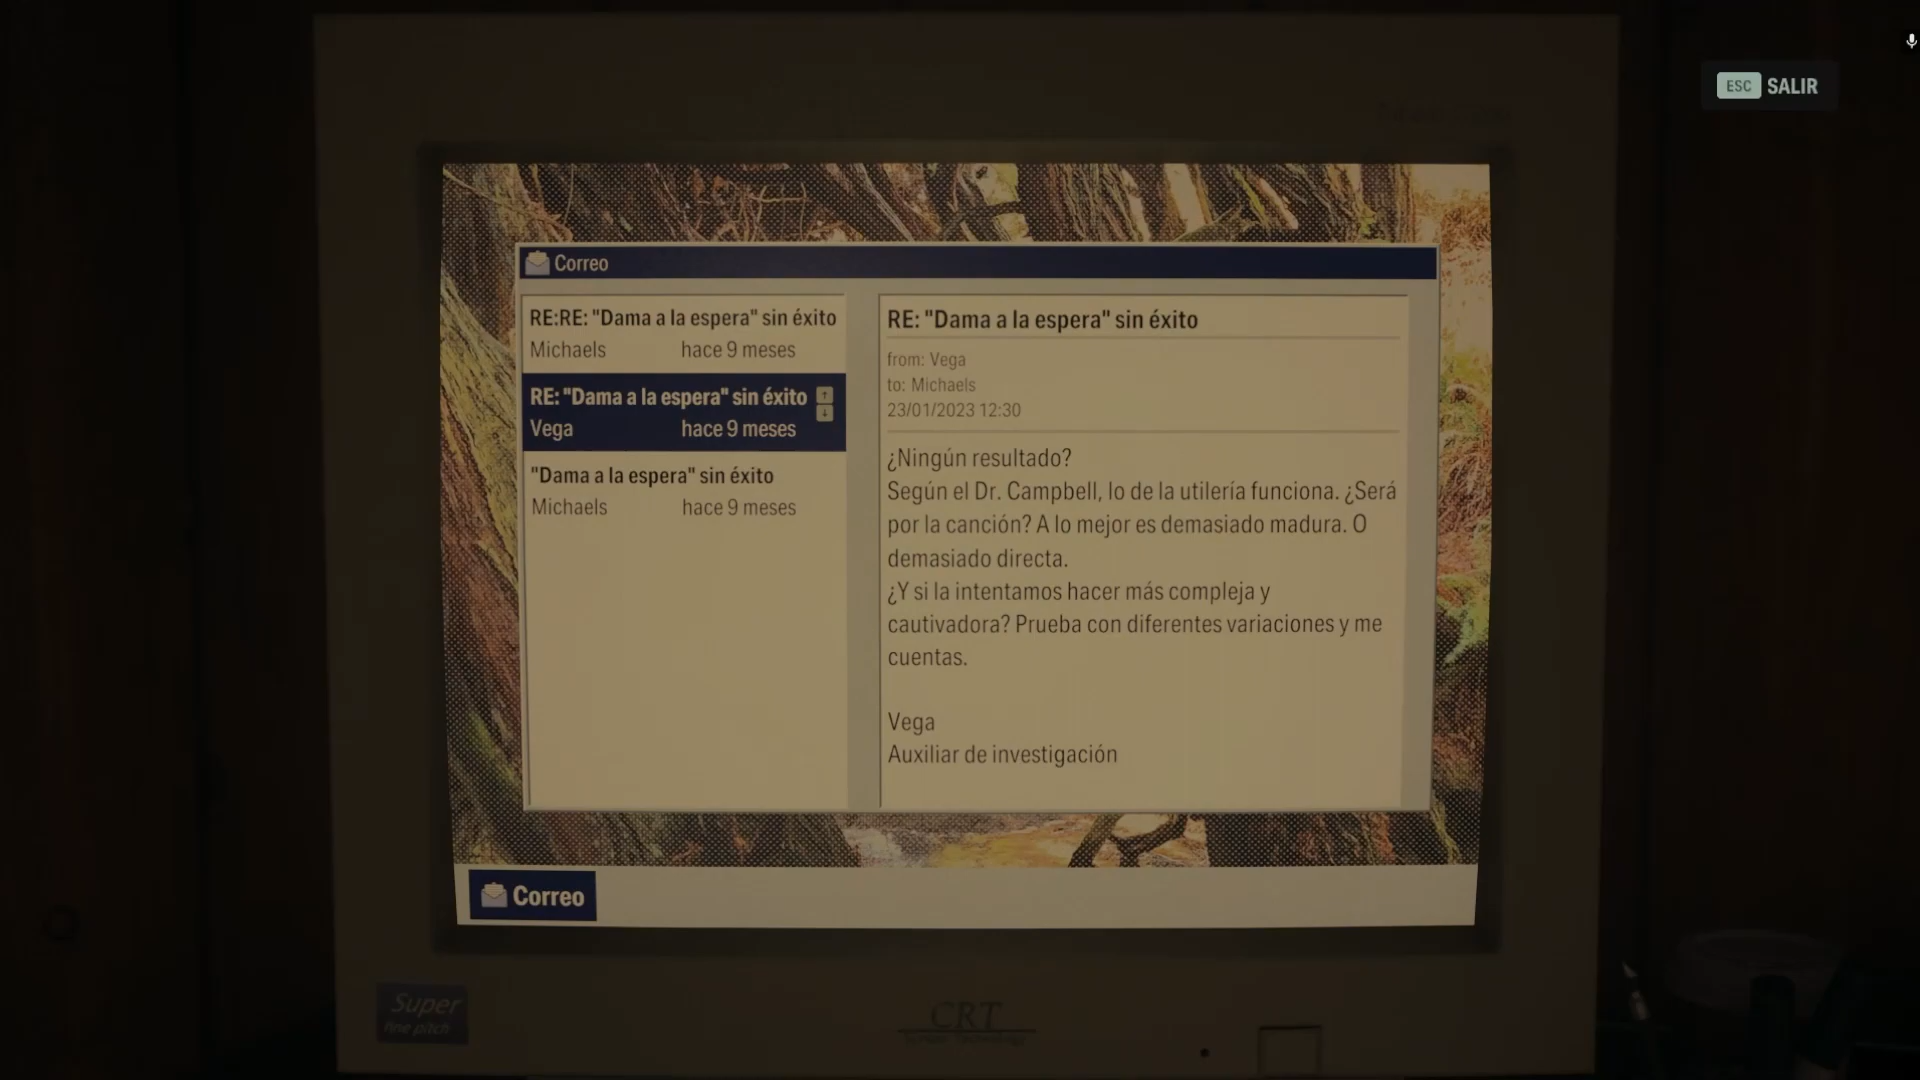 ESC SALIR
Correo
RE:RE: "Dama a la espera" sin éxito
Michaels hace 9 meses
RE: "Dama a la espera" sin éxito
Vega hace 9 meses
"Dama a la espera" sin éxito
Michaels hace 9 meses
RE: "Dama a la espera" sin éxito
from: Vega
to: Michaels
23/01/2023 12:30
¿Ningún resultado?
Según el Dr. Campbell, lo de la utilería funciona. ¿Será
por la canción? A lo mejor es demasiado madura. O
demasiado directa.
¿Y si la intentamos hacer más compleja y
cautivadora? Prueba con diferentes variaciones y me
cuentas.
Vega
Auxiliar de investigación
Correo
Super
fine pitch
CRT